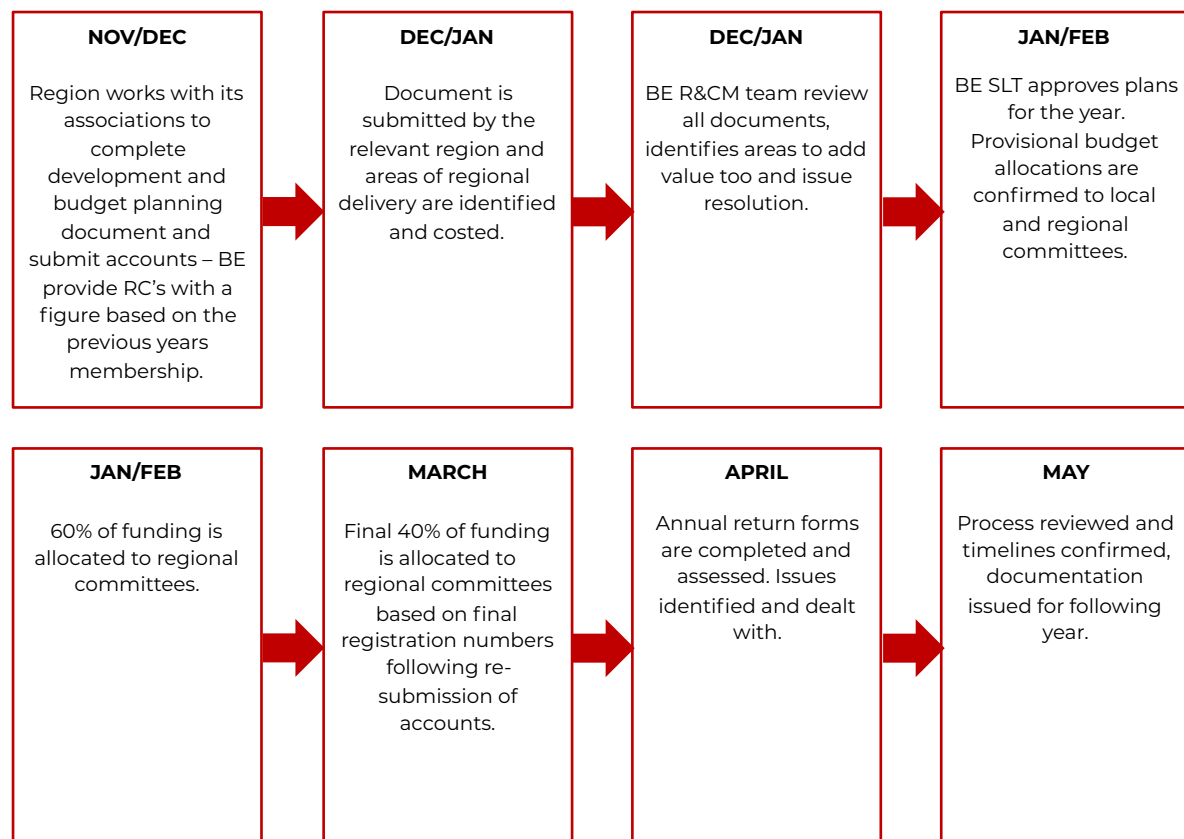 NOV/DEC
Region works with its
associations to
complete
development and
budget planning
document and
submit accounts – BE
provide RC’s with a
figure based on the
previous years
membership.
DEC/JAN
Document is
submitted by the
relevant region and
areas of regional
delivery are identified
and costed.
DEC/JAN
BE R&CM team review
all documents,
identifies areas to add
value too and issue
resolution.
JAN/FEB
BE SLT approves plans
for the year.
Provisional budget
allocations are
confirmed to local
and regional
committees.
JAN/FEB
60% of funding is
allocated to regional
committees.
MARCH
Final 40% of funding
is allocated to
regional committees
based on final
registration numbers
following re-
submission of
accounts.
APRIL
Annual return forms
are completed and
assessed. Issues
identified and dealt
with.
MAY
Process reviewed and
timelines confirmed,
documentation
issued for following
year.